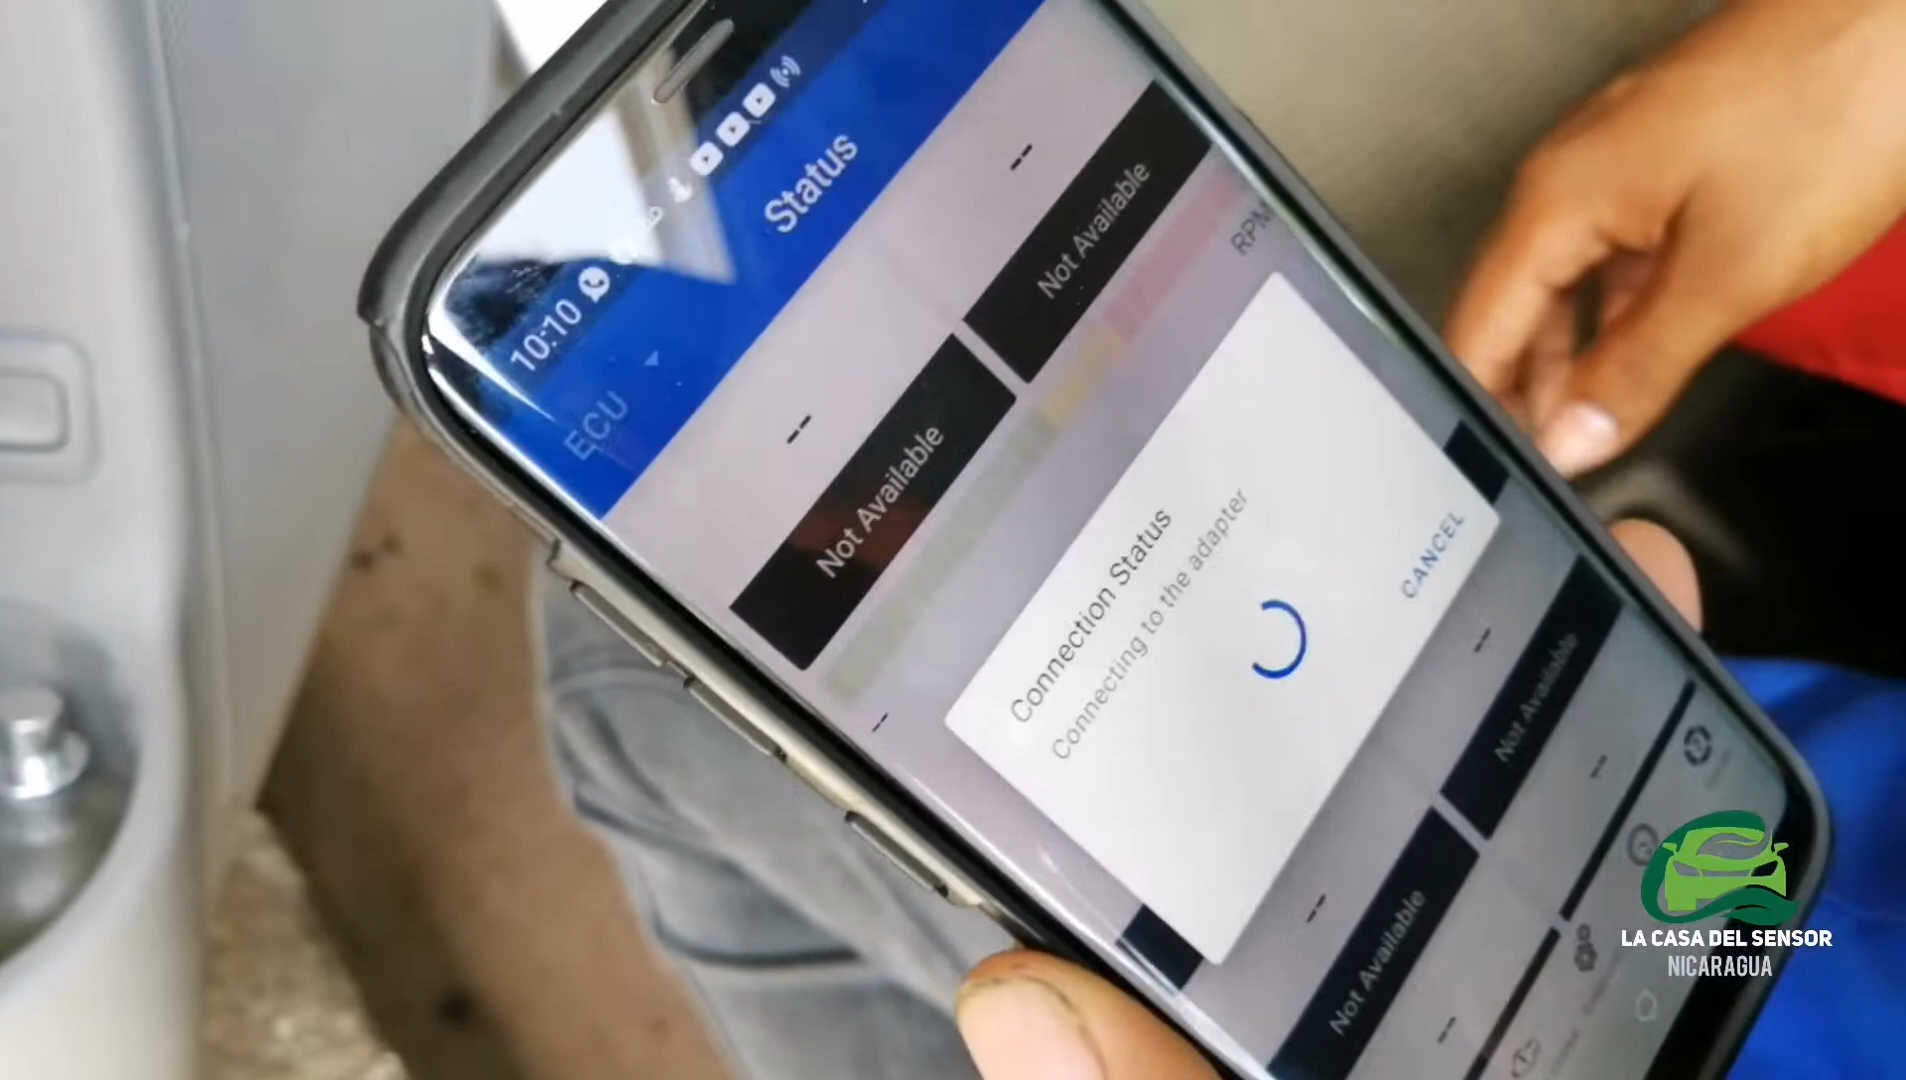 10:10
ECU
Status
--
--
Not Available
Not Available
RPM
--
Connection Status
Connecting to the adapter
CANCEL
--
--
Not Available
Not Available
--
--
LA CASA DEL SENSOR
NICARAGUA